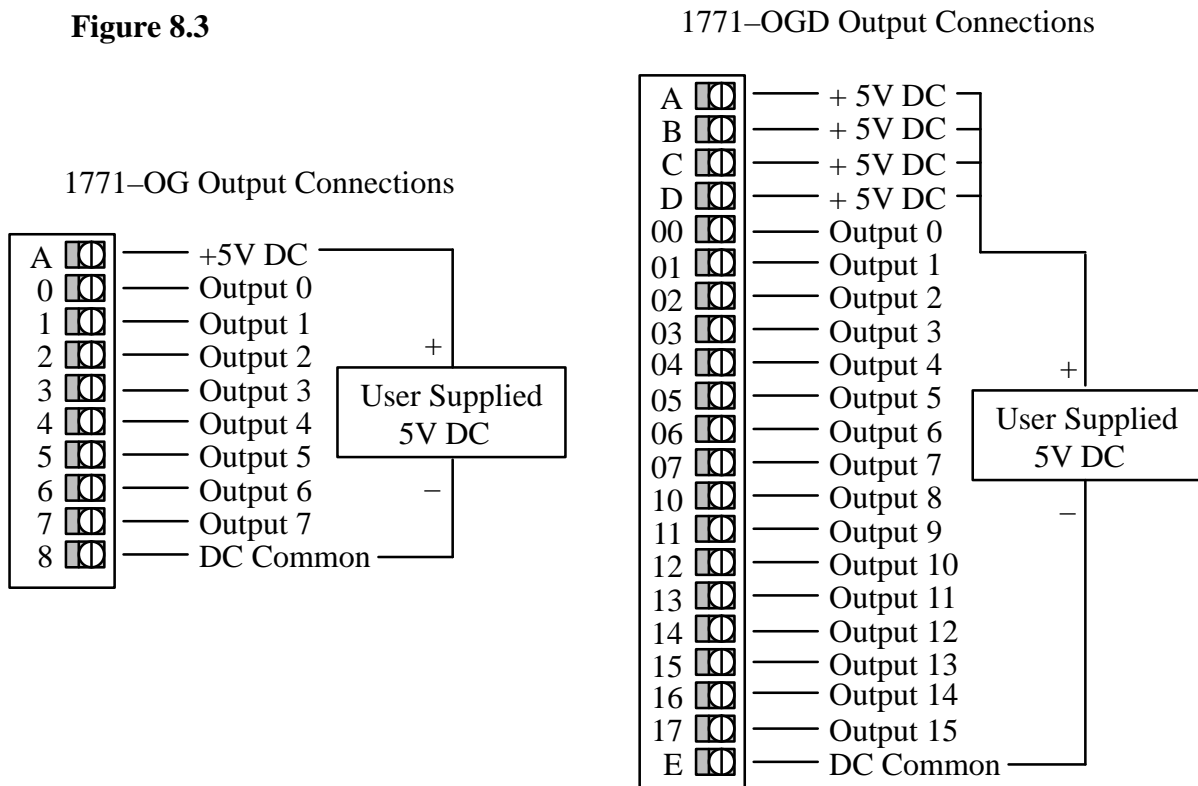 Figure 8.3
1771–OG Output Connections
A +5V DC
0 Output 0
1 Output 1
2 Output 2
3 Output 3
4 Output 4
5 Output 5
6 Output 6
7 Output 7
8 DC Common
+
User Supplied
5V DC
–
1771–OGD Output Connections
A + 5V DC
B + 5V DC
C + 5V DC
D + 5V DC
00 Output 0
01 Output 1
02 Output 2
03 Output 3
04 Output 4
05 Output 5
06 Output 6
07 Output 7
10 Output 8
11 Output 9
12 Output 10
13 Output 11
14 Output 12
15 Output 13
16 Output 14
17 Output 15
E DC Common
+
User Supplied
5V DC
–